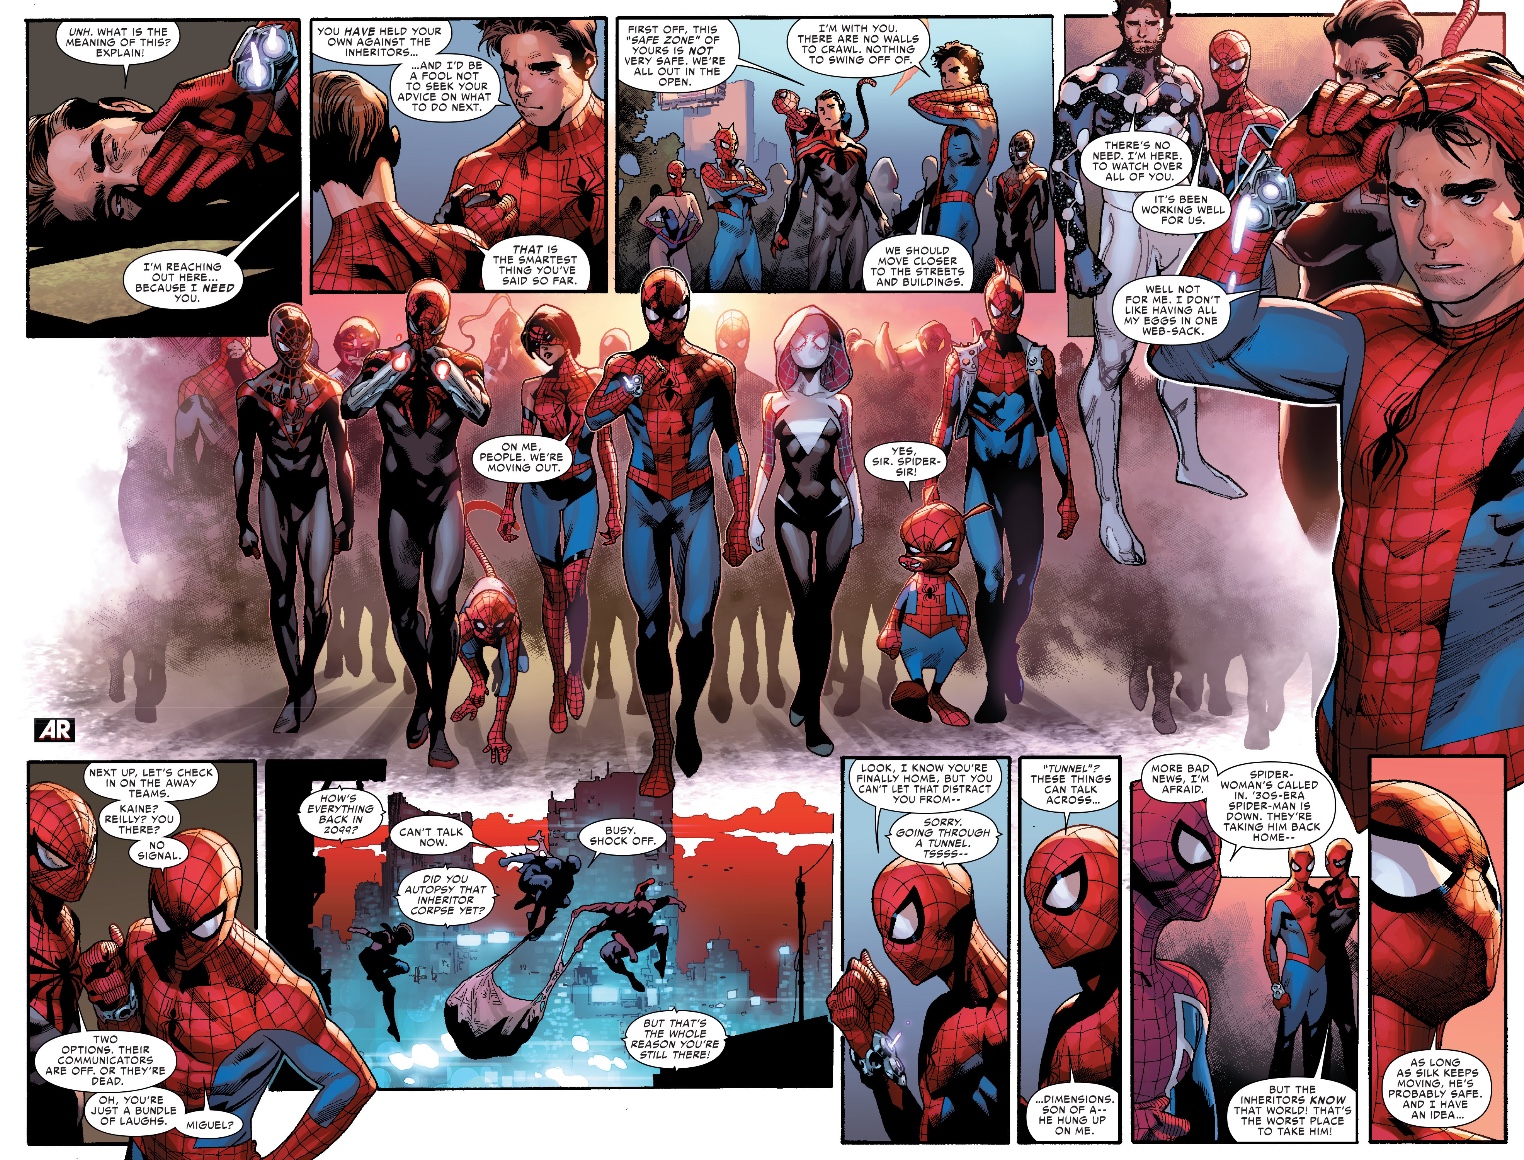 UNH. WHAT IS THE
MEANING OF THIS?
EXPLAIN!
I'M REACHING
OUT HERE...
BECAUSE I NEED
YOU.
YOU HAVE HELD YOUR
OWN AGAINST THE
INHERITORS...
...AND I'D BE
A FOOL NOT
TO SEEK YOUR
ADVICE ON WHAT
TO DO NEXT.
THAT IS
THE SMARTEST
THING YOU'VE
SAID SO FAR.
FIRST OFF, THIS
"SAFE ZONE" OF
YOURS IS NOT
VERY SAFE. WE'RE
ALL OUT IN THE
OPEN.
I'M WITH YOU.
THERE ARE NO WALLS
TO CRAWL. NOTHING
TO SWING OFF OF.
WE SHOULD
MOVE CLOSER
TO THE STREETS
AND BUILDINGS.
THERE'S NO
NEED. I'M HERE.
TO WATCH OVER
ALL OF YOU.
IT'S BEEN
WORKING WELL
FOR US.
WELL NOT
FOR ME. I DON'T
LIKE HAVING ALL
MY EGGS IN ONE
WEB-SACK.
ON ME,
PEOPLE. WE'RE
MOVING OUT.
YES,
SIR. SPIDER-
SIR!
AR
NEXT UP, LET'S CHECK
IN ON THE AWAY
TEAMS.
KAINE?
REILLY? YOU
THERE?
NO
SIGNAL.
TWO
OPTIONS. THEIR
COMMUNICATORS
ARE OFF. OR THEY'RE
DEAD.
OH, YOU'RE
JUST A BUNDLE
OF LAUGHS.
MIGUEL?
HOW'S
EVERYTHING
BACK IN
2099?
CAN'T TALK
NOW.
BUSY.
SHOCK OFF.
DID YOU
AUTOPSY THAT
INHERITOR
CORPSE YET?
BUT THAT'S
THE WHOLE
REASON YOU'RE
STILL THERE!
LOOK, I KNOW YOU'RE
FINALLY HOME, BUT YOU
CAN'T LET THAT DISTRACT
YOU FROM--
SORRY.
GOING THROUGH
A TUNNEL.
TSSSS--
"TUNNEL"?
THESE THINGS
CAN TALK
ACROSS...
...DIMENSIONS.
SON OF A--
HE HUNG UP
ON ME.
MORE BAD
NEWS, I'M
AFRAID.
SPIDER-
WOMAN'S CALLED
IN. '30S-ERA
SPIDER-MAN IS
DOWN. THEY'RE
TAKING HIM BACK
HOME--
BUT THE
INHERITORS KNOW
THAT WORLD! THAT'S
THE WORST PLACE
TO TAKE HIM!
AS LONG
AS SILK KEEPS
MOVING, HE'S
PROBABLY SAFE.
AND I HAVE
AN IDEA...